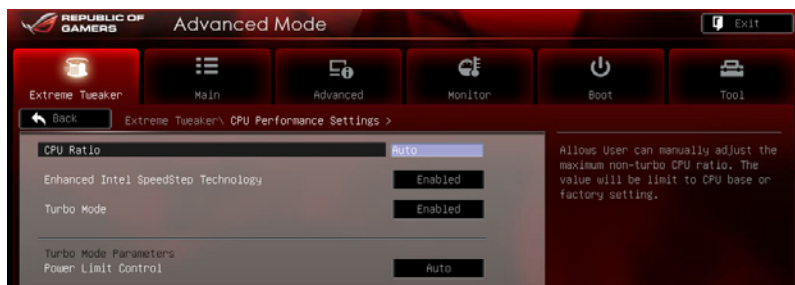 REPUBLIC OF
GAMERS
Advanced Mode
Exit
Extreme Tweaker
Main
Advanced
Monitor
Boot
Tool
Back
Extreme Tweaker\ CPU Performance Settings >
CPU Ratio Auto
Enhanced Intel SpeedStep Technology Enabled
Turbo Mode Enabled
Turbo Mode Parameters
Power Limit Control Auto
Allows User can manually adjust the
maximum non-turbo CPU ratio. The
value will be limit to CPU base or
factory setting.